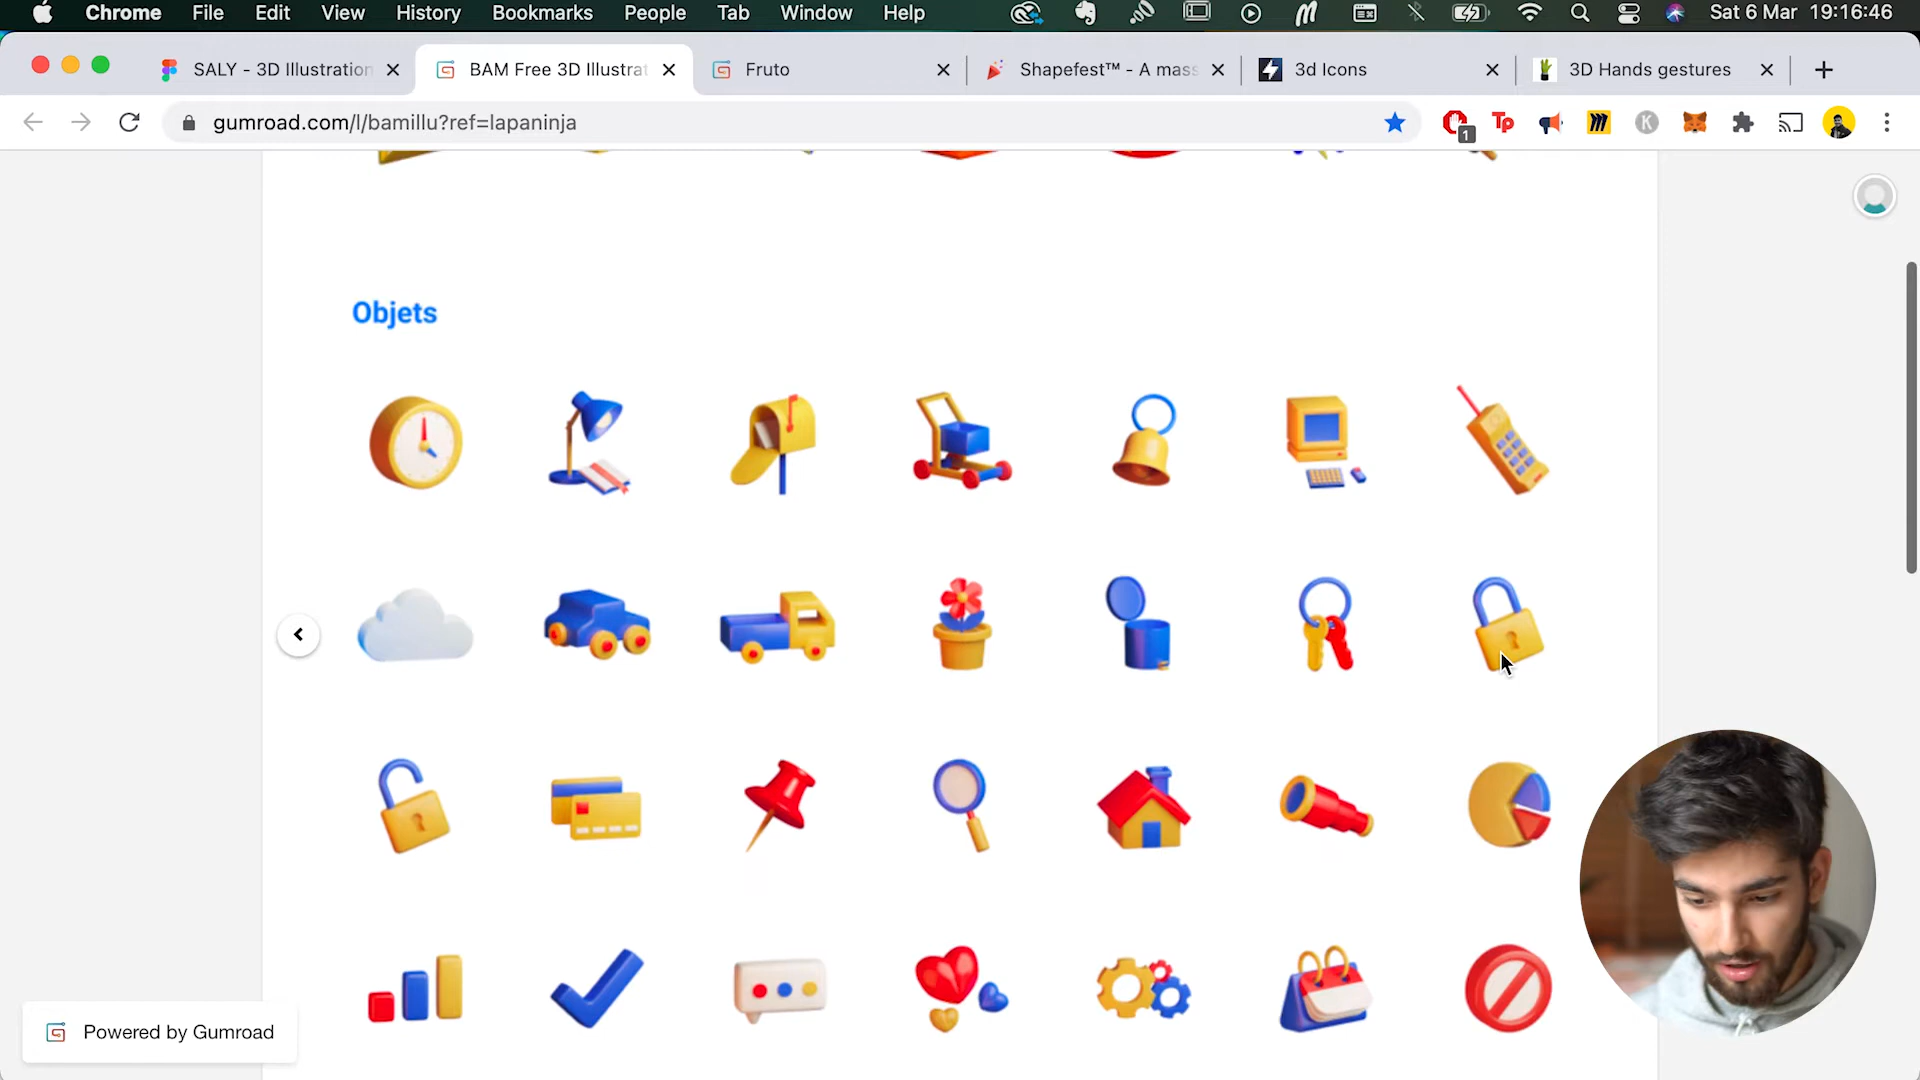 Chrome File Edit View History Bookmarks People Tab Window Help Sat 6 Mar 19:16:46
SALY - 3D Illustration BAM Free 3D Illustrat Fruto Shapefest™ - A mass 3d Icons 3D Hands gestures
gumroad.com/l/bamillu?ref=lapaninja 1 Tp K
Objets
Powered by Gumroad